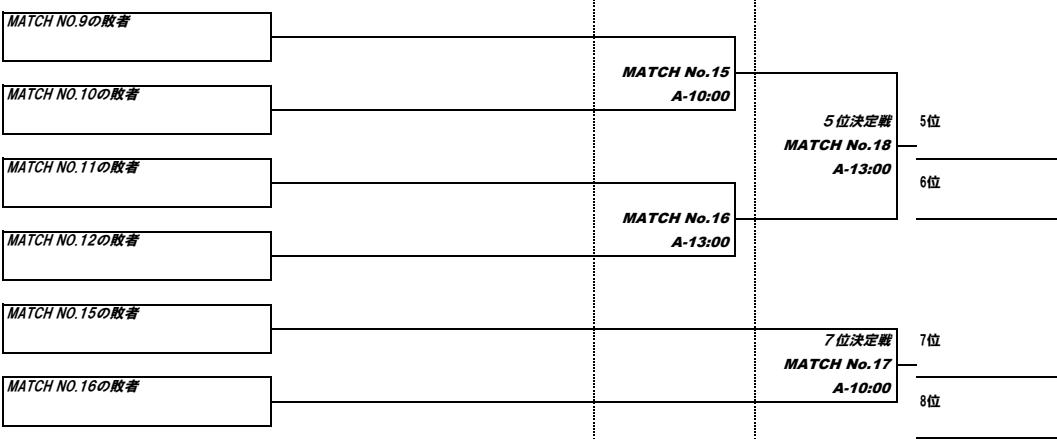 MATCH NO.9の敗者
MATCH No.15
A-10:00
MATCH NO.10の敗者
５位決定戦
MATCH No.18
A-13:00
5位
6位
MATCH NO.11の敗者
MATCH No.16
A-13:00
MATCH NO.12の敗者
MATCH NO.15の敗者
７位決定戦
MATCH No.17
A-10:00
7位
8位
MATCH NO.16の敗者